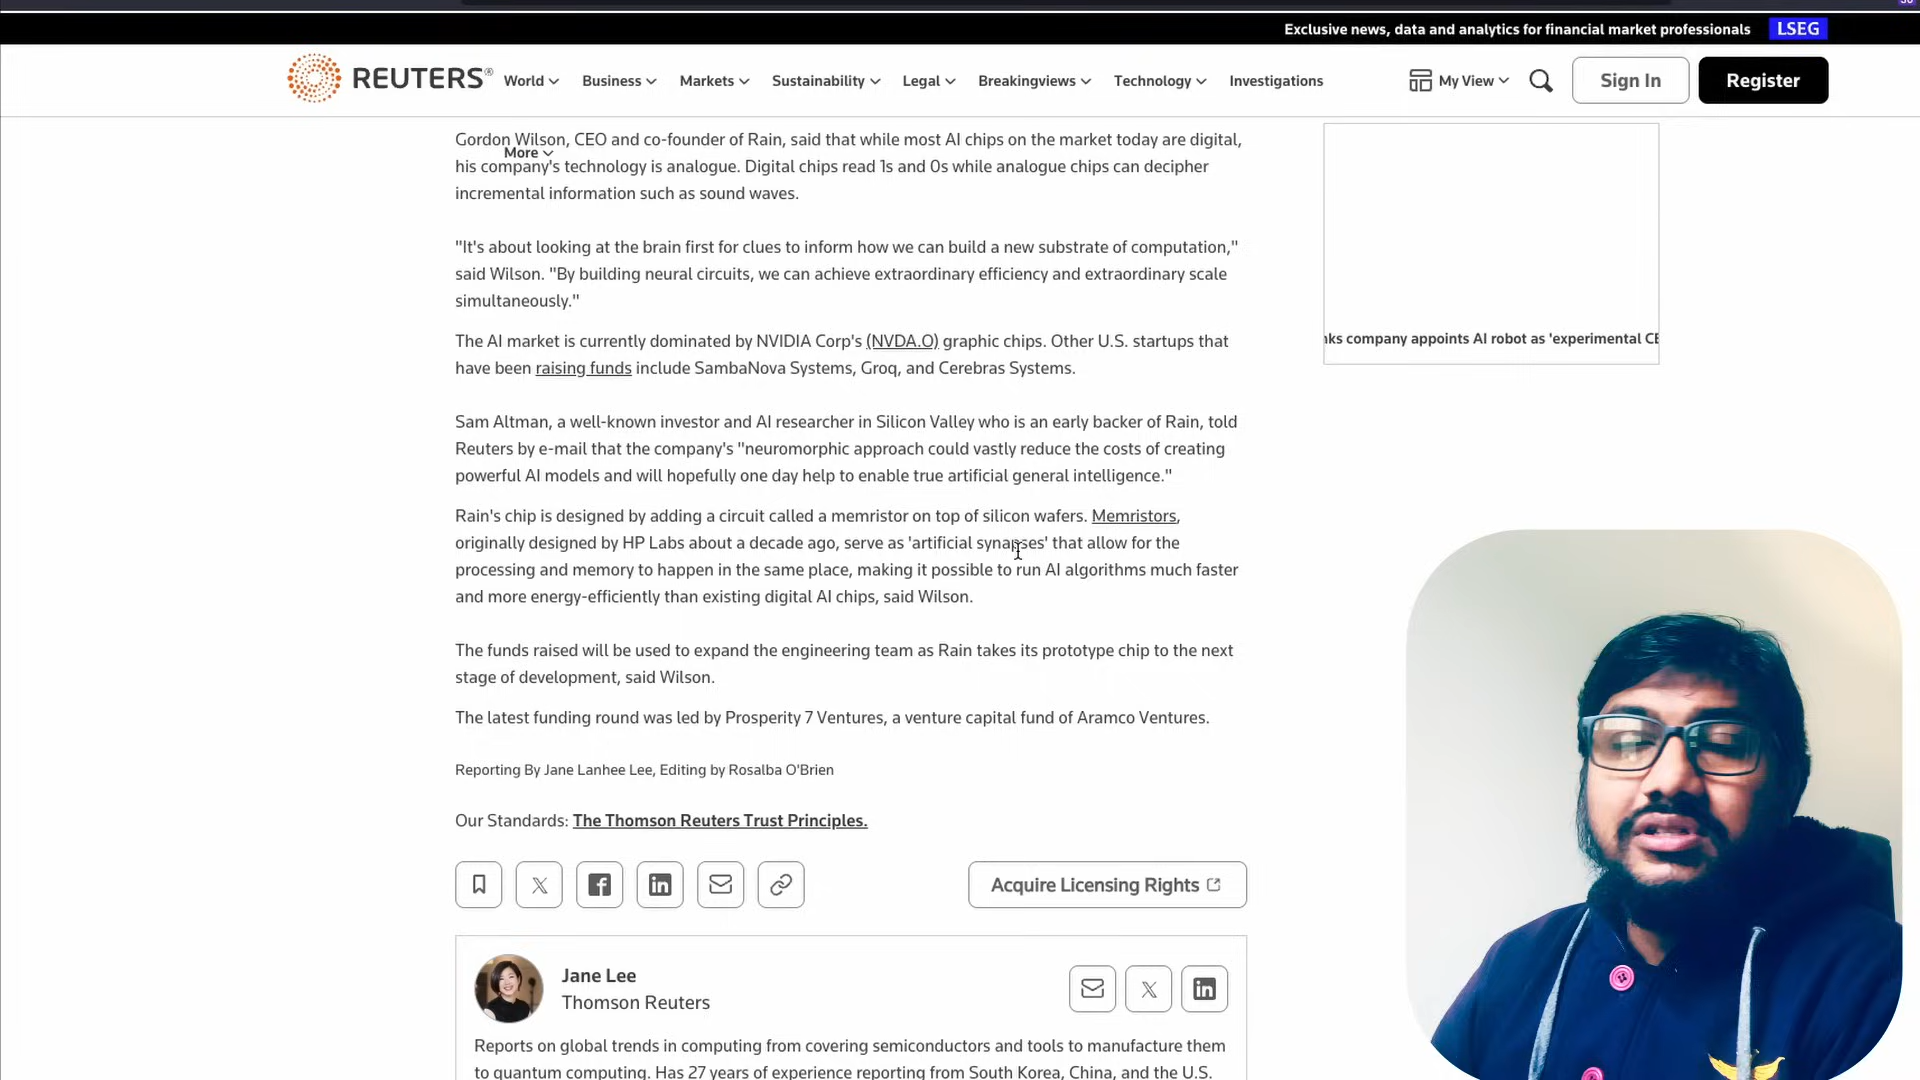 Exclusive news, data and analytics for financial market professionals LSEG
REUTERS® World Business Markets Sustainability Legal Breakingviews Technology Investigations My View Sign In Register
More
Gordon Wilson, CEO and co-founder of Rain, said that while most AI chips on the market today are digital,
his company's technology is analogue. Digital chips read 1s and 0s while analogue chips can decipher
incremental information such as sound waves.
"It's about looking at the brain first for clues to inform how we can build a new substrate of computation,"
said Wilson. "By building neural circuits, we can achieve extraordinary efficiency and extraordinary scale
simultaneously."
The AI market is currently dominated by NVIDIA Corp's (NVDA.O) graphic chips. Other U.S. startups that
have been raising funds include SambaNova Systems, Groq, and Cerebras Systems.
Sam Altman, a well-known investor and AI researcher in Silicon Valley who is an early backer of Rain, told
Reuters by e-mail that the company's "neuromorphic approach could vastly reduce the costs of creating
powerful AI models and will hopefully one day help to enable true artificial general intelligence."
Rain's chip is designed by adding a circuit called a memristor on top of silicon wafers. Memristors,
originally designed by HP Labs about a decade ago, serve as 'artificial synapses' that allow for the
processing and memory to happen in the same place, making it possible to run AI algorithms much faster
and more energy-efficiently than existing digital AI chips, said Wilson.
The funds raised will be used to expand the engineering team as Rain takes its prototype chip to the next
stage of development, said Wilson.
The latest funding round was led by Prosperity 7 Ventures, a venture capital fund of Aramco Ventures.
Reporting By Jane Lanhee Lee, Editing by Rosalba O'Brien
Our Standards: The Thomson Reuters Trust Principles.
Acquire Licensing Rights
Jane Lee
Thomson Reuters
Reports on global trends in computing from covering semiconductors and tools to manufacture them
to quantum computing. Has 27 years of experience reporting from South Korea, China, and the U.S.
nks company appoints AI robot as 'experimental CE